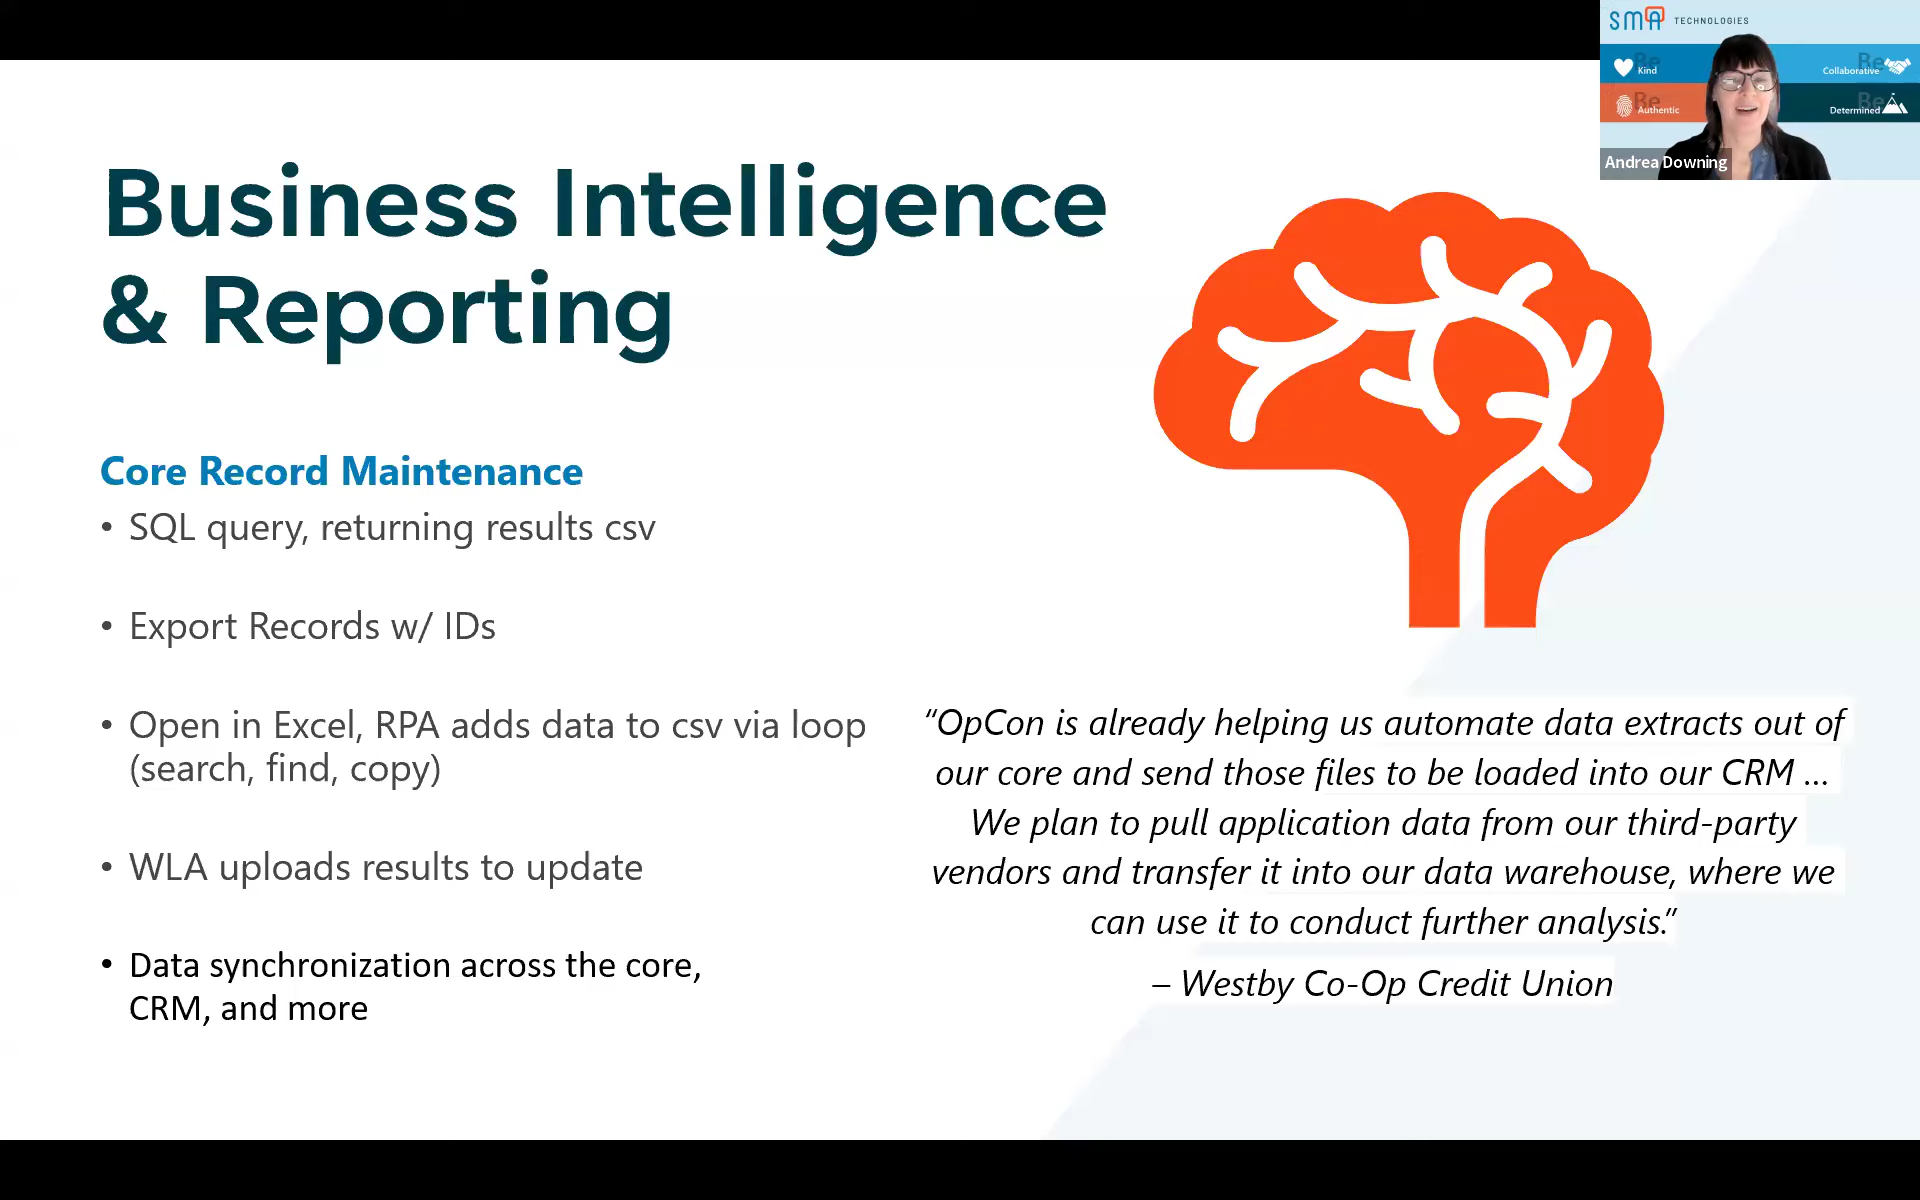 SMA TECHNOLOGIES
Be Kind
Be Collaborative
Be Authentic
Be Determined
Andrea Downing
Business Intelligence
& Reporting
Core Record Maintenance
• SQL query, returning results csv
• Export Records w/ IDs
• Open in Excel, RPA adds data to csv via loop
(search, find, copy)
• WLA uploads results to update
• Data synchronization across the core,
CRM, and more
“OpCon is already helping us automate data extracts out of
our core and send those files to be loaded into our CRM ...
We plan to pull application data from our third-party
vendors and transfer it into our data warehouse, where we
can use it to conduct further analysis.”
– Westby Co-Op Credit Union